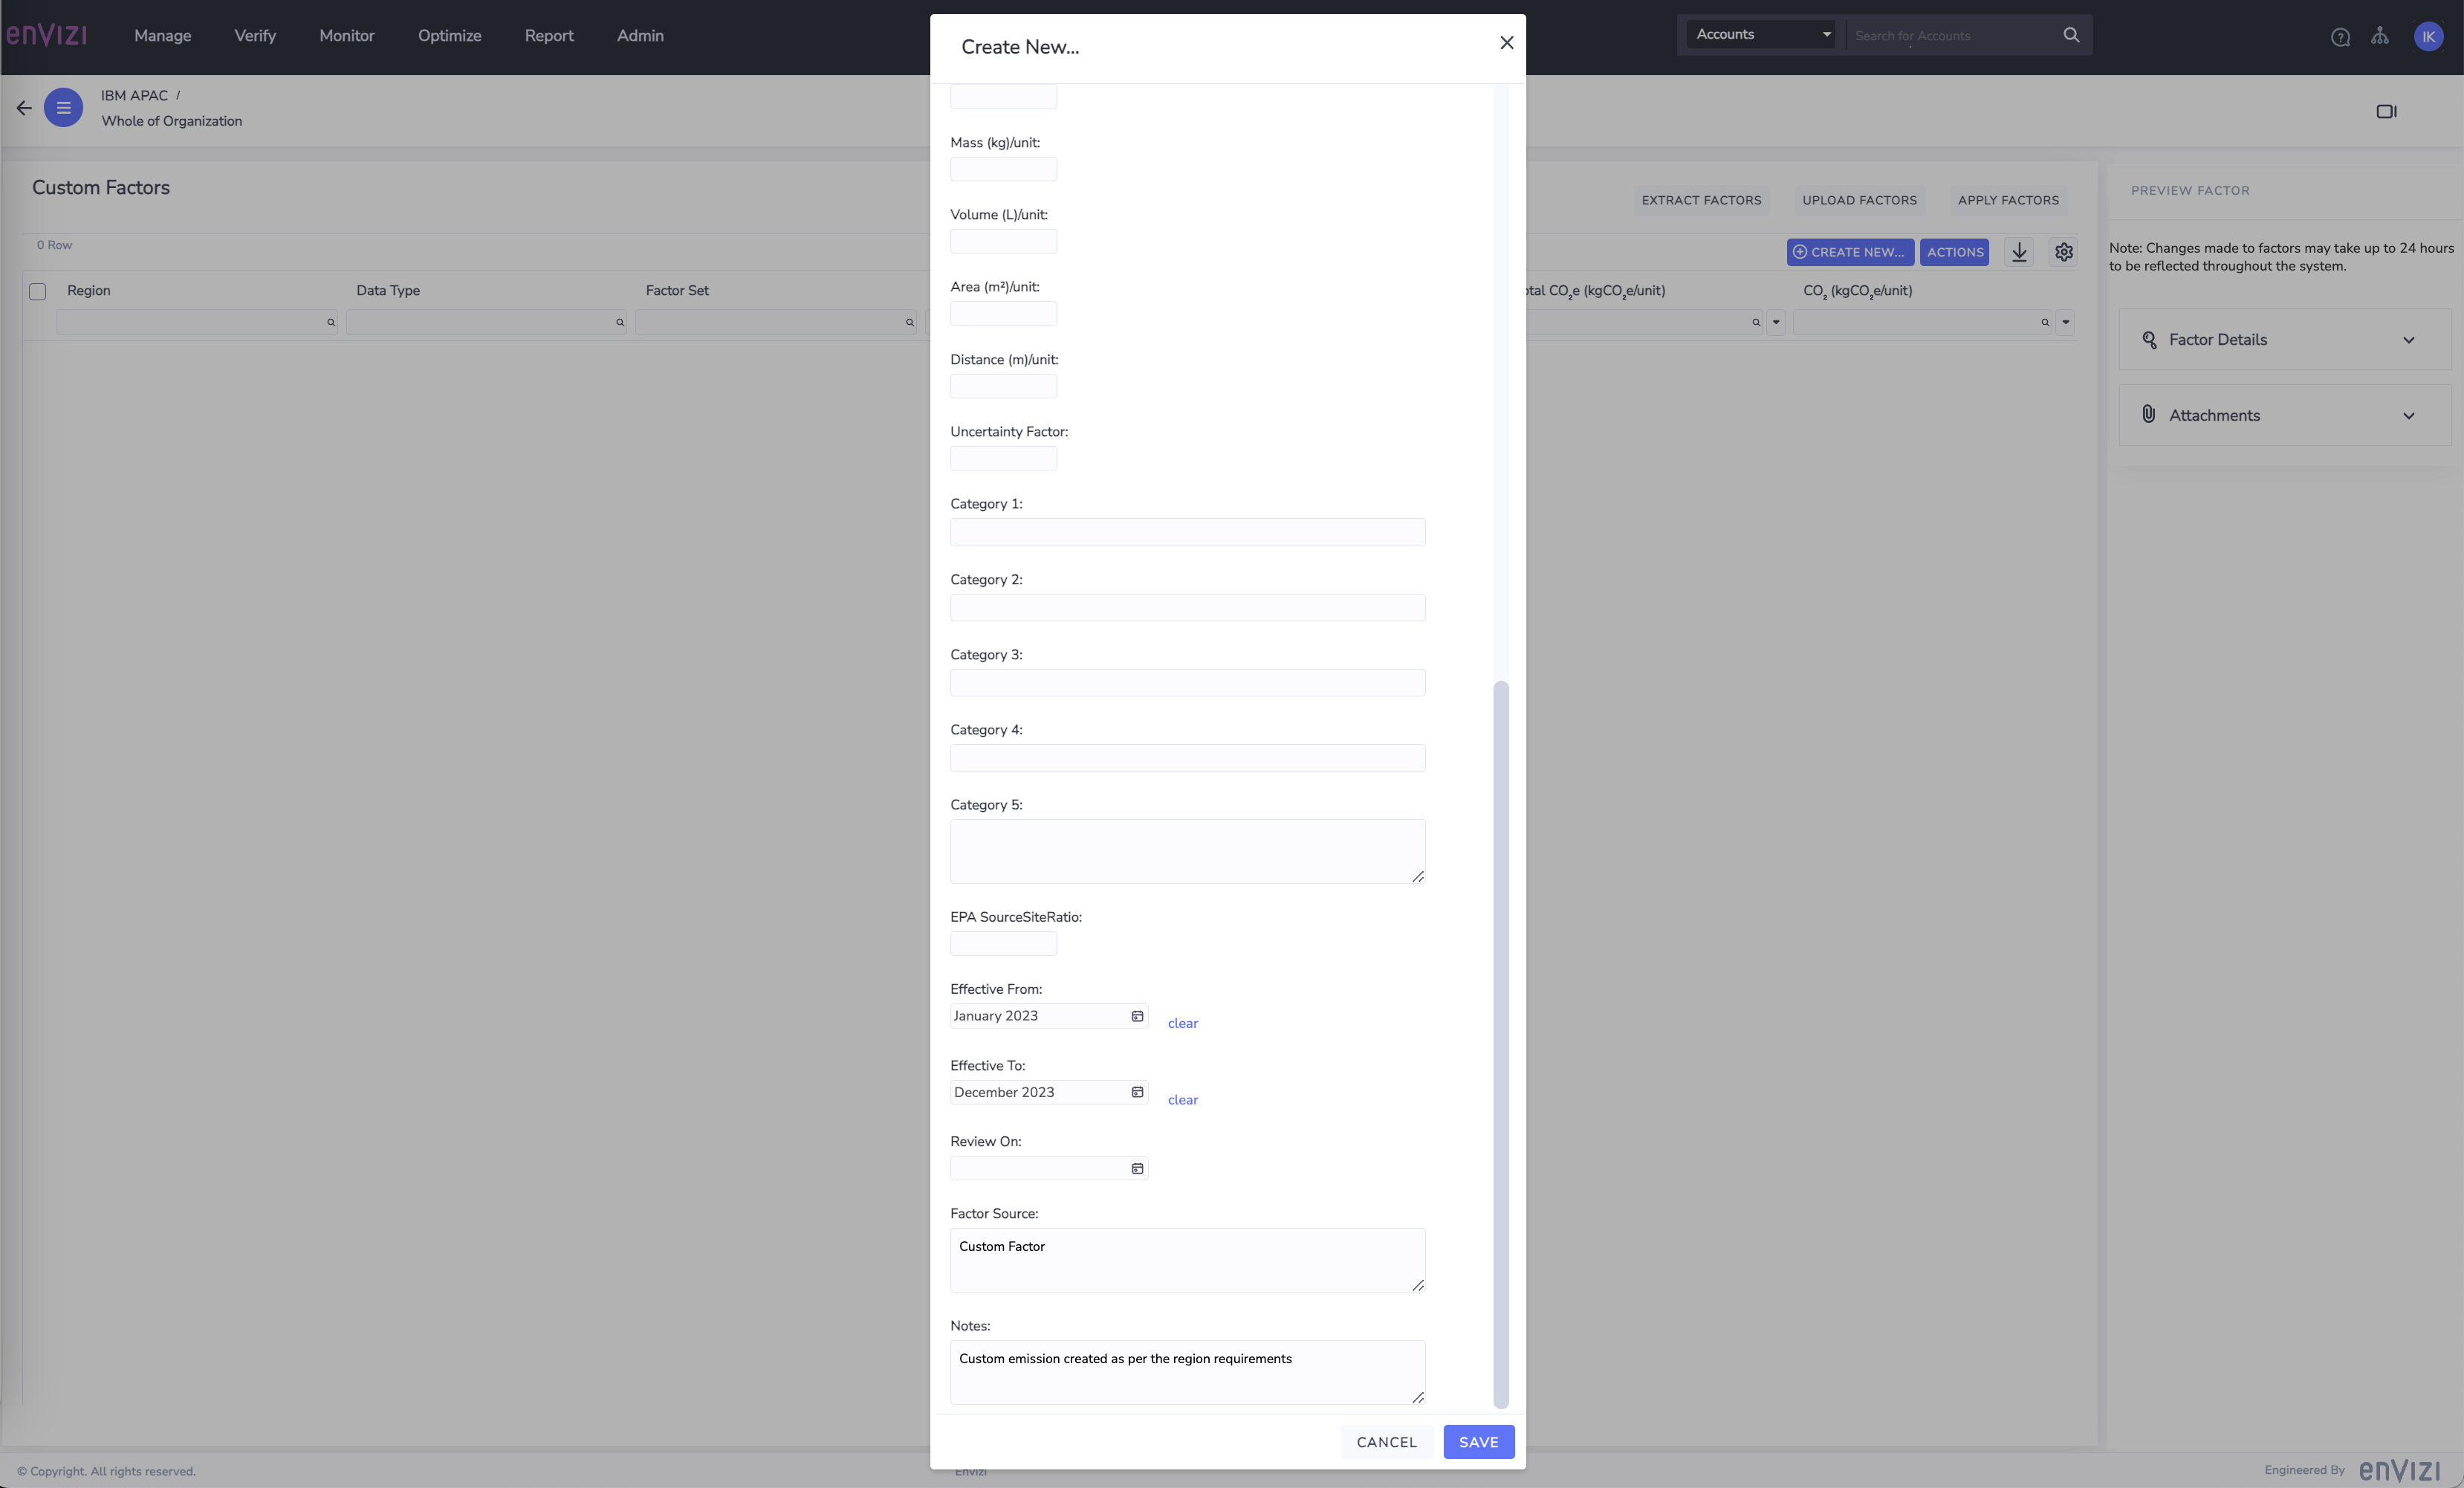 envizi
Manage
Verify
Monitor
Optimize
Report
Admin
Accounts
Search for Accounts
IK
IBM APAC /
Whole of Organization
Custom Factors
EXTRACT FACTORS
UPLOAD FACTORS
APPLY FACTORS
0 Row
CREATE NEW...
ACTIONS
Region
Data Type
Factor Set
otal CO₂e (kgCO₂e/unit)
CO₂ (kgCO₂e/unit)
PREVIEW FACTOR
Note: Changes made to factors may take up to 24 hours
to be reflected throughout the system.
Factor Details
Attachments
Create New...
Mass (kg)/unit:
Volume (L)/unit:
Area (m²)/unit:
Distance (m)/unit:
Uncertainty Factor:
Category 1:
Category 2:
Category 3:
Category 4:
Category 5:
EPA SourceSiteRatio:
Effective From:
January 2023
clear
Effective To:
December 2023
clear
Review On:
Factor Source:
Custom Factor
Notes:
Custom emission created as per the region requirements
CANCEL
SAVE
© Copyright. All rights reserved.
Envizi
Engineered By
envizi